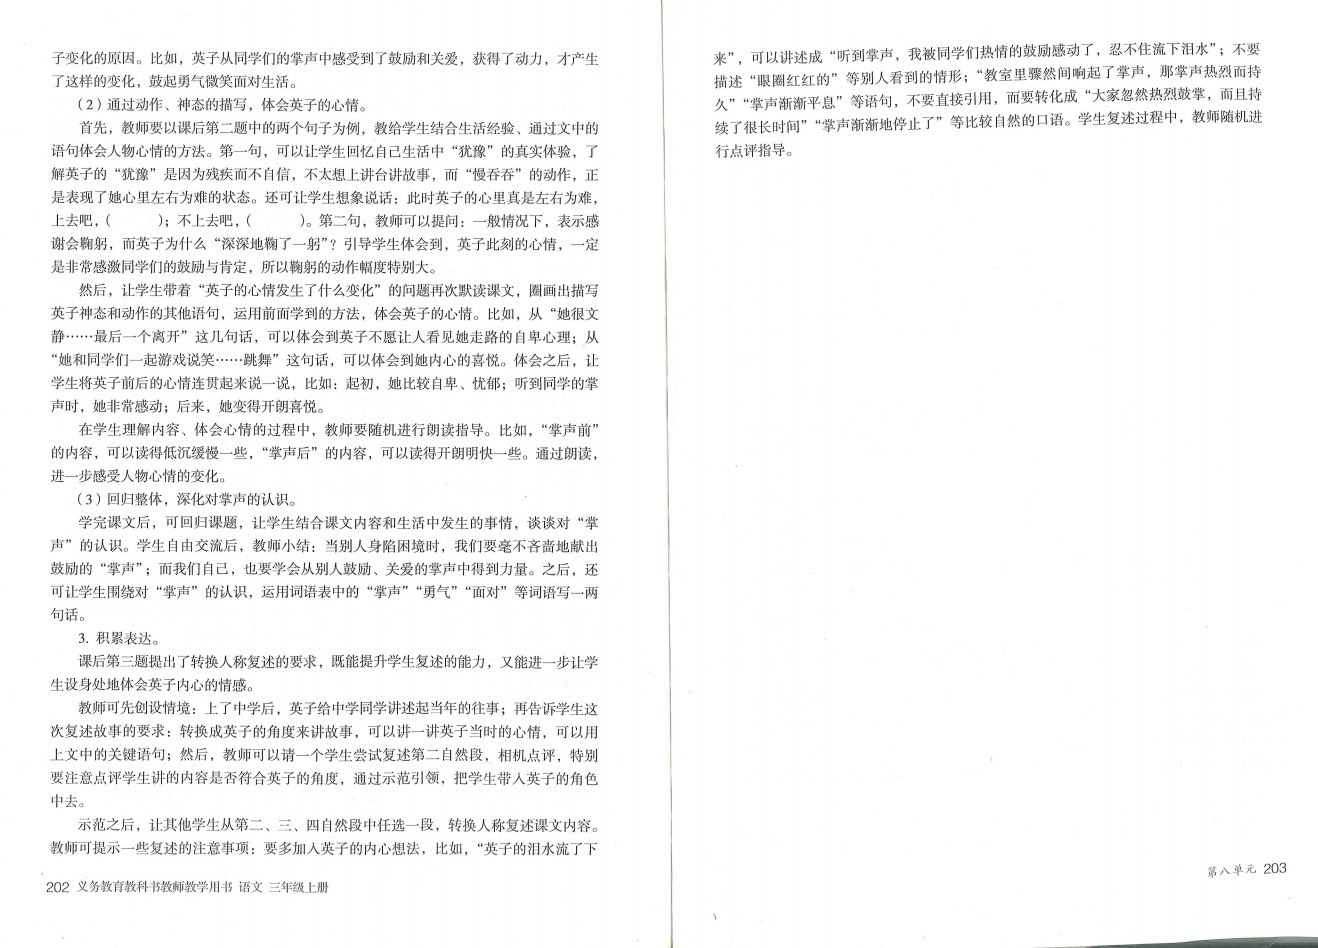 子变化的原因。比如，英子从同学们的掌声中感受到了鼓励和关爱，获得了动力，才产生
了这样的变化，鼓起勇气微笑面对生活。
（2）通过动作、神态的描写，体会英子的心情。
首先，教师要以课后第二题中的两个句子为例，教给学生结合生活经验、通过文中的
语句体会人物心情的方法。第一句，可以让学生回忆自己生活中“犹豫”的真实体验，了
解英子的“犹豫”是因为残疾而不自信，不太想上讲台讲故事，而“慢吞吞”的动作，正
是表现了她心里左右为难的状态。还可让学生想象说话：此时英子的心里真是左右为难，
上去吧，（　　　）；不上去吧，（　　　）。第二句，教师可以提问：一般情况下，表示感
谢会鞠躬，而英子为什么“深深地鞠了一躬”？引导学生体会到，英子此刻的心情，一定
是非常感激同学们的鼓励与肯定，所以鞠躬的动作幅度特别大。
然后，让学生带着“英子的心情发生了什么变化”的问题再次默读课文，圈画出描写
英子神态和动作的其他语句，运用前面学到的方法，体会英子的心情。比如，从“她很文
静……最后一个离开”这几句话，可以体会到英子不愿让人看见她走路的自卑心理；从
“她和同学们一起游戏说笑……跳舞”这句话，可以体会到她内心的喜悦。体会之后，让
学生将英子前后的心情连贯起来说一说，比如：起初，她比较自卑、忧郁；听到同学的掌
声时，她非常感动；后来，她变得开朗喜悦。
在学生理解内容、体会心情的过程中，教师要随机进行朗读指导。比如，“掌声前”
的内容，可以读得低沉缓慢一些，“掌声后”的内容，可以读得开朗明快一些。通过朗读，
进一步感受人物心情的变化。
（3）回归整体，深化对掌声的认识。
学完课文后，可回归课题，让学生结合课文内容和生活中发生的事情，谈谈对“掌
声”的认识。学生自由交流后，教师小结：当别人身陷困境时，我们要毫不吝啬地献出
鼓励的“掌声”；而我们自己，也要学会从别人鼓励、关爱的掌声中得到力量。之后，还
可让学生围绕对“掌声”的认识，运用词语表中的“掌声”“勇气”“面对”等词语写一两
句话。
3. 积累表达。
课后第三题提出了转换人称复述的要求，既能提升学生复述的能力，又能进一步让学
生设身处地体会英子内心的情感。
教师可先创设情境：上了中学后，英子给中学同学讲述起当年的往事；再告诉学生这
次复述故事的要求：转换成英子的角度来讲故事，可以讲一讲英子当时的心情，可以用
上文中的关键语句；然后，教师可以请一个学生尝试复述第二自然段，相机点评，特别
要注意点评学生讲的内容是否符合英子的角度，通过示范引领，把学生带入英子的角色
中去。
示范之后，让其他学生从第二、三、四自然段中任选一段，转换人称复述课文内容。
教师可提示一些复述的注意事项：要多加入英子的内心想法，比如，“英子的泪水流了下
202 义务教育教科书教师教学用书 语文 三年级上册
来”，可以讲述成“听到掌声，我被同学们热情的鼓励感动了，忍不住流下泪水”；不要
描述“眼圈红红的”等别人看到的情形；“教室里骤然间响起了掌声，那掌声热烈而持
久”“掌声渐渐平息”等语句，不要直接引用，而要转化成“大家忽然热烈鼓掌，而且持
续了很长时间”“掌声渐渐地停止了”等比较自然的口语。学生复述过程中，教师随机进
行点评指导。
第八单元 203